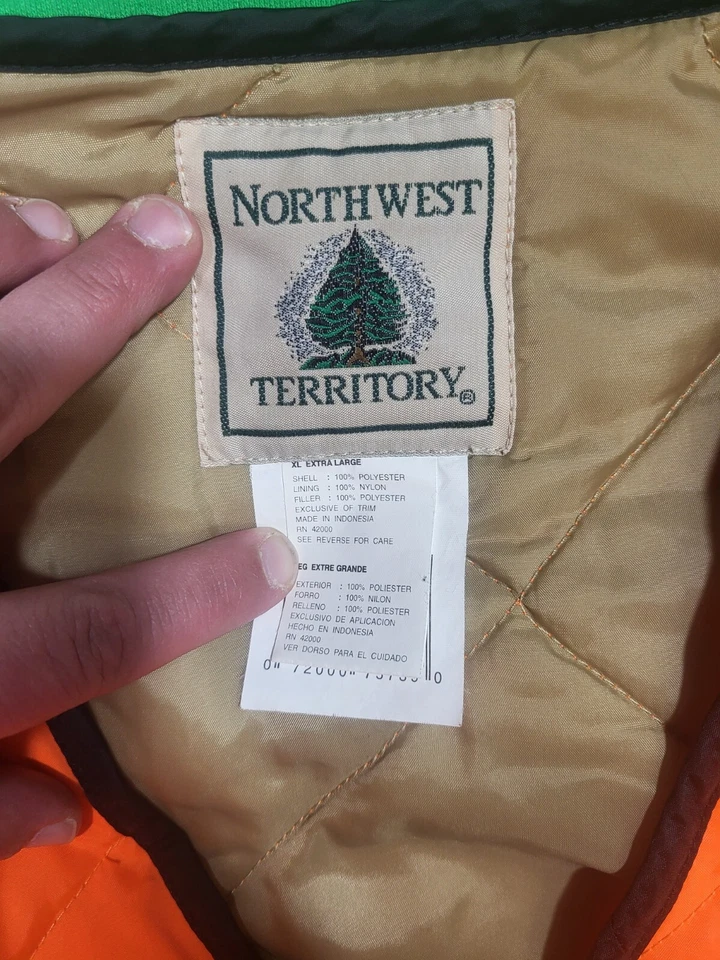 NORTHWEST
TERRITORY®
XL EXTRA LARGE
SHELL : 100% POLYESTER
LINING : 100% NYLON
FILLER : 100% POLYESTER
EXCLUSIVE OF TRIM
MADE IN INDONESIA
RN 42000
SEE REVERSE FOR CARE
EG EXTRE GRANDE
EXTERIOR : 100% POLIESTER
FORRO : 100% NILON
RELLENO : 100% POLIESTER
EXCLUSIVO DE APLICACION
HECHO EN INDONESIA
RN 42000
VER DORSO PARA EL CUIDADO